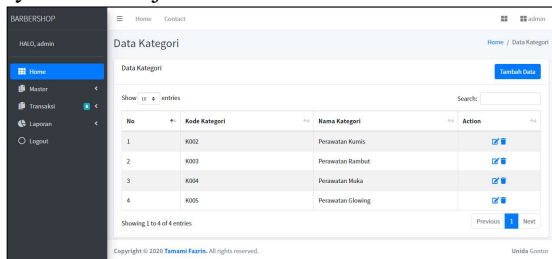 BARBERSHOP
Home Contact
admin
HALO, admin
Data Kategori
Home / Data Kategori
Home
Master
Transaksi
Laporan
Logout
Data Kategori
Tambah Data
Show 10 entries
Search:
No Kode Kategori Nama Kategori Action
1 K002 Perawatan Kumis
2 K003 Perawatan Rambut
3 K004 Perawatan Muka
4 K005 Perawatan Glowing
Showing 1 to 4 of 4 entries
Previous 1 Next
Copyright © 2020 Tamami Fazrin. All rights reserved.
Unida Gontor